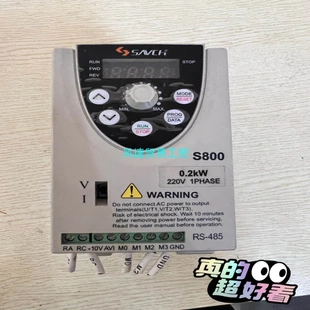 SAVCH
RUN
FWD
REV
STOP
MODE
RESET
MIN.
MAX.
PROG
DATA
RUN
STOP
S800
0.2kW
220V 1PHASE
V
I
WARNING
Do not connect AC power to output
terminals(U/T1,V/T2,W/T3).
Risk of electrical shock. Wait 10 minutes
after removing power before servicing.
Read the user manual before operation.
RS-485
RA RC +10V AVI M0 M1 M2 M3 GND
真的
超好看